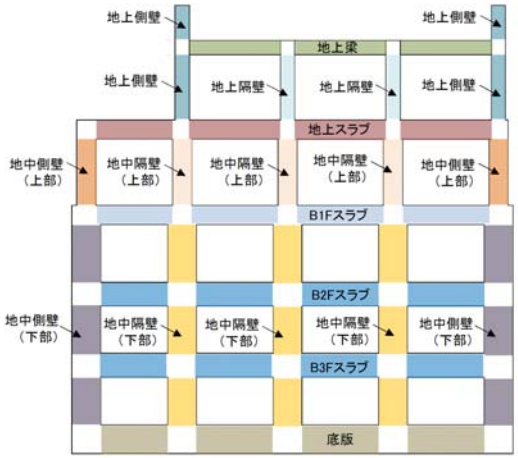 地上側壁
地上側壁
地上梁
地上側壁
地上隔壁
地上隔壁
地上側壁
地上スラブ
地中側壁
(上部)
地中隔壁
(上部)
地中隔壁
(上部)
地中隔壁
(上部)
地中側壁
(上部)
B1Fスラブ
B2Fスラブ
地中側壁
(下部)
地中隔壁
(下部)
地中隔壁
(下部)
地中隔壁
(下部)
地中側壁
(下部)
B3Fスラブ
底版